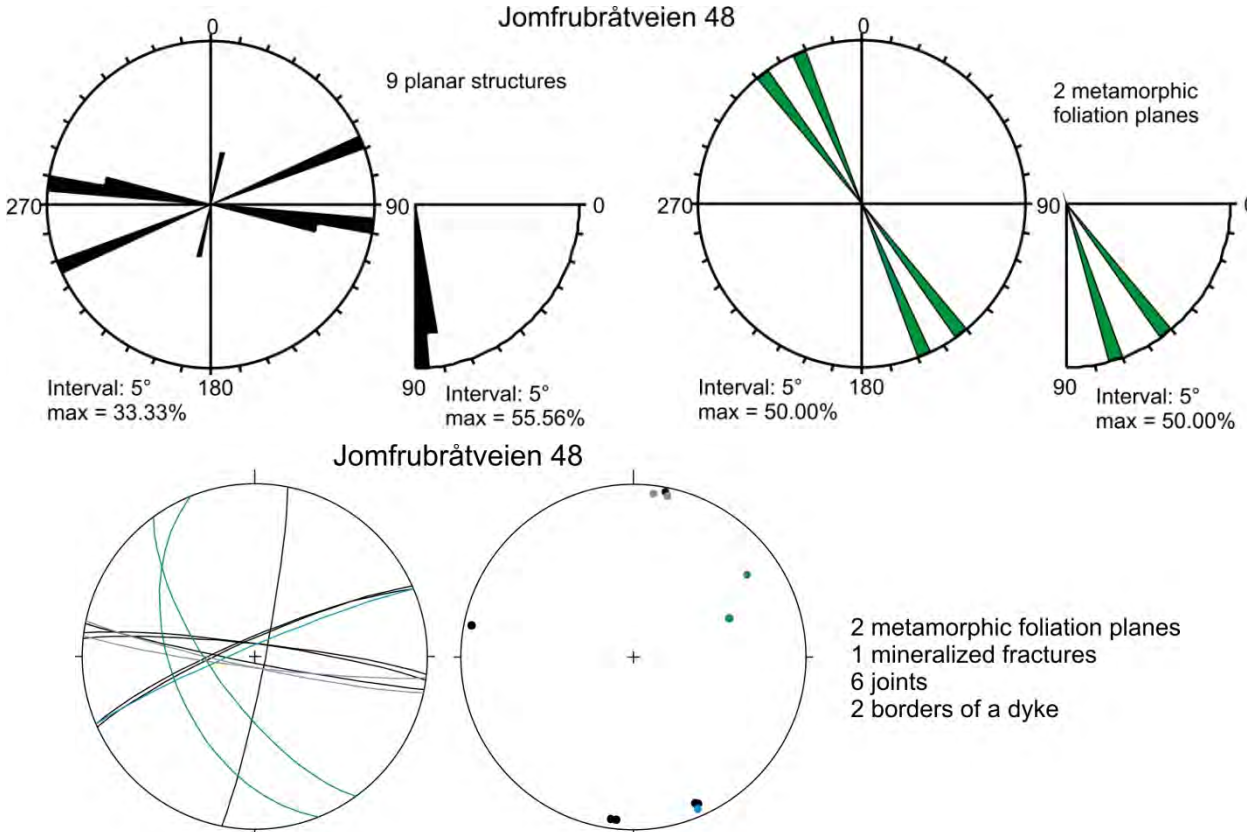 Jomfrubråtveien 48
0
9 planar structures
270
90
0
180
90
Interval: 5°
max = 33.33%
Interval: 5°
max = 55.56%
0
2 metamorphic
foliation planes
270
90
0
180
90
Interval: 5°
max = 50.00%
Interval: 5°
max = 50.00%
Jomfrubråtveien 48
2 metamorphic foliation planes
1 mineralized fractures
6 joints
2 borders of a dyke